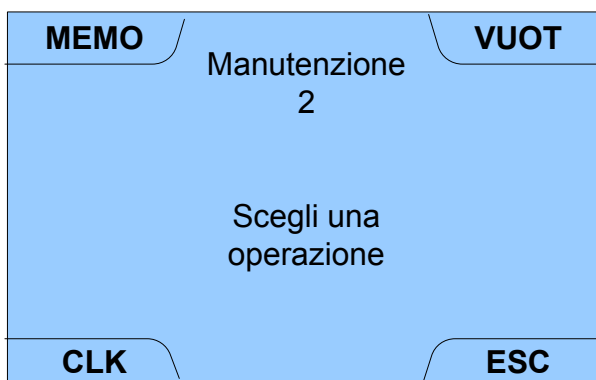 MEMO
VUOT
Manutenzione
2
Scegli una
operazione
CLK
ESC